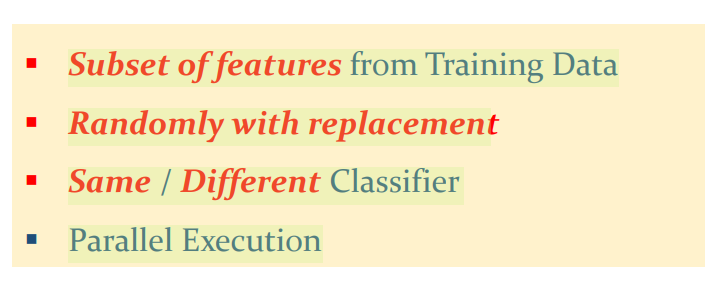 Subset of features from Training Data
Randomly with replacement
Same / Different Classifier
Parallel Execution